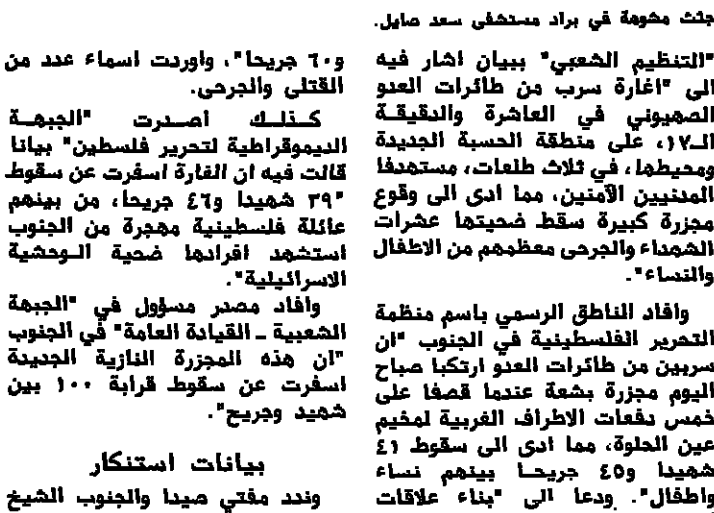 جثث مشوهة في براد مستشفى سعد صايل.
"التنظيم الشعبي" ببيان اشار فيه
الى "اغارة سرب من طائرات العدو
الصهيوني في العاشرة والدقيقة
الـ١٧، على منطقة الحسبة الجديدة
ومحيطها، في ثلاث طلعات، مستهدفا
المدنيين الآمنين، مما أدى الى وقوع
مجزرة كبيرة سقط ضحيتها عشرات
الشهداء والجرحى معظمهم من الاطفال
والنساء".
وافاد الناطق الرسمي باسم منظمة
التحرير الفلسطينية في الجنوب "ان
سربين من طائرات العدو ارتكبا صباح
اليوم مجزرة بشعة عندما قصفا على
خمس دفعات الاطراف الغربية لمخيم
عين الحلوة، مما ادى الى سقوط ٤١
شهيدا و٤٥ جريحـا بينهم نساء
واطفال". ودعا الى "بناء علاقات
و٦٠ جريحا"، واوردت اسماء عدد من
القتلى والجرحى.
كـذلـك اصـدرت "الجبهـة
الديموقراطية لتحرير فلسطين" بيانا
قالت فيه ان الغارة اسفرت عن سقوط
"٣٩ شهيدا و٤٦ جريحا، من بينهم
عائلة فلسطينية مهجرة من الجنوب
استشهد افرادها ضحية الـوحشية
الاسرائيلية".
وافاد مصدر مسؤول في "الجبهة
الشعبية ـ القيادة العامة" في الجنوب
"ان هذه المجزرة النازية الجديدة
اسفرت عن سقوط قرابة ١٠٠ بين
شهيد وجريح".
بيانات استنكار
وندد مفتي صيدا والجنوب الشيخ